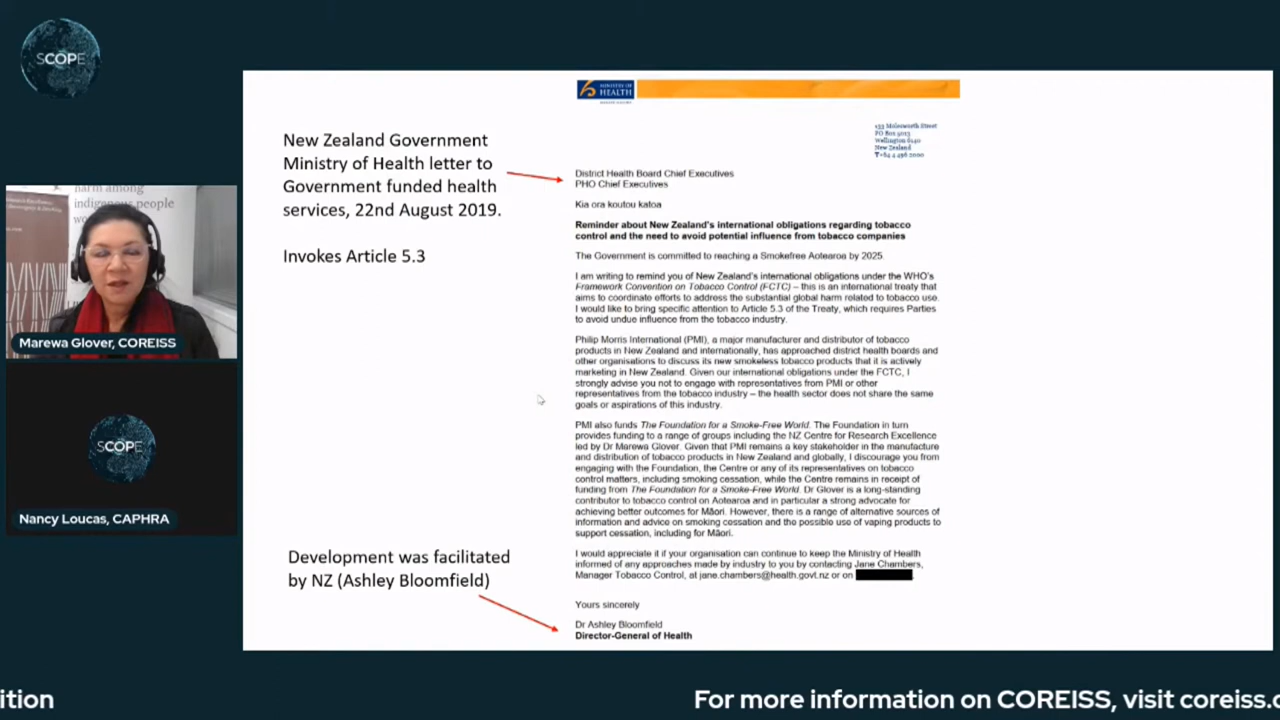 SCOPE
New Zealand Government
Ministry of Health letter to
Government funded health
services, 22nd August 2019.
Invokes Article 5.3
Development was facilitated
by NZ (Ashley Bloomfield)
MINISTRY OF
HEALTH
133 Molesworth Street
PO Box 5013
Wellington 6140
New Zealand
T+64 4 496 2000
District Health Board Chief Executives
PHO Chief Executives
Kia ora koutou katoa
Reminder about New Zealand's international obligations regarding tobacco
control and the need to avoid potential influence from tobacco companies
The Government is committed to reaching a Smokefree Aotearoa by 2025.
I am writing to remind you of New Zealand's international obligations under the WHO's
Framework Convention on Tobacco Control (FCTC) – this is an international treaty that
aims to coordinate efforts to address the substantial global harm related to tobacco use.
I would like to bring specific attention to Article 5.3 of the Treaty, which requires Parties
to avoid undue influence from the tobacco industry.
Philip Morris International (PMI), a major manufacturer and distributor of tobacco
products in New Zealand and internationally, has approached district health boards and
other organisations to discuss its new smokeless tobacco products that it is actively
marketing in New Zealand. Given our international obligations under the FCTC, I
strongly advise you not to engage with representatives from PMI or other
representatives from the tobacco industry – the health sector does not share the same
goals or aspirations of this industry.
PMI also funds The Foundation for a Smoke-Free World. The Foundation in turn
provides funding to a range of groups including the NZ Centre for Research Excellence
led by Dr Marewa Glover. Given that PMI remains a key stakeholder in the manufacture
and distribution of tobacco products in New Zealand and globally, I discourage you from
engaging with the Foundation, the Centre or any of its representatives on tobacco
control matters, including smoking cessation, while the Centre remains in receipt of
funding from The Foundation for a Smoke-Free World. Dr Glover is a long-standing
contributor to tobacco control on Aotearoa and in particular a strong advocate for
achieving better outcomes for Māori. However, there is a range of alternative sources of
information and advice on smoking cessation and the possible use of vaping products to
support cessation, including for Māori.
I would appreciate it if your organisation can continue to keep the Ministry of Health
informed of any approaches made by industry to you by contacting Jane Chambers,
Manager Tobacco Control, at jane.chambers@health.govt.nz or on
Yours sincerely
Dr Ashley Bloomfield
Director-General of Health
harm among
indigenous people
Marewa Glover, COREISS
SCOPE
Nancy Loucas, CAPHRA
ition
For more information on COREISS, visit coreiss.c